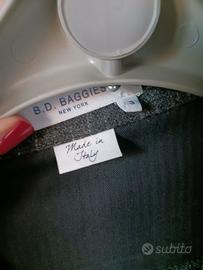 B.D. BAGGIES
NEW YORK
Made in
Italy
subito